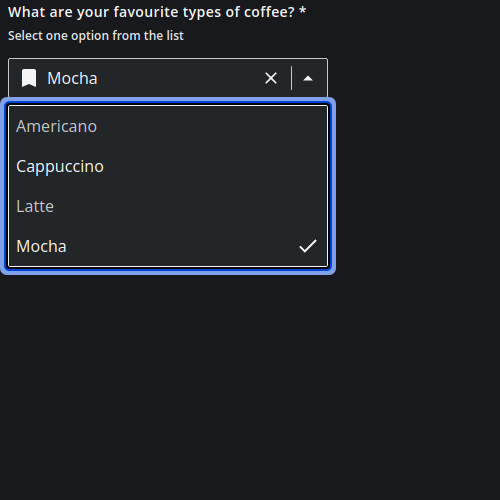 What are your favourite types of coffee? *
Select one option from the list
Mocha
Americano
Cappuccino
Latte
Mocha